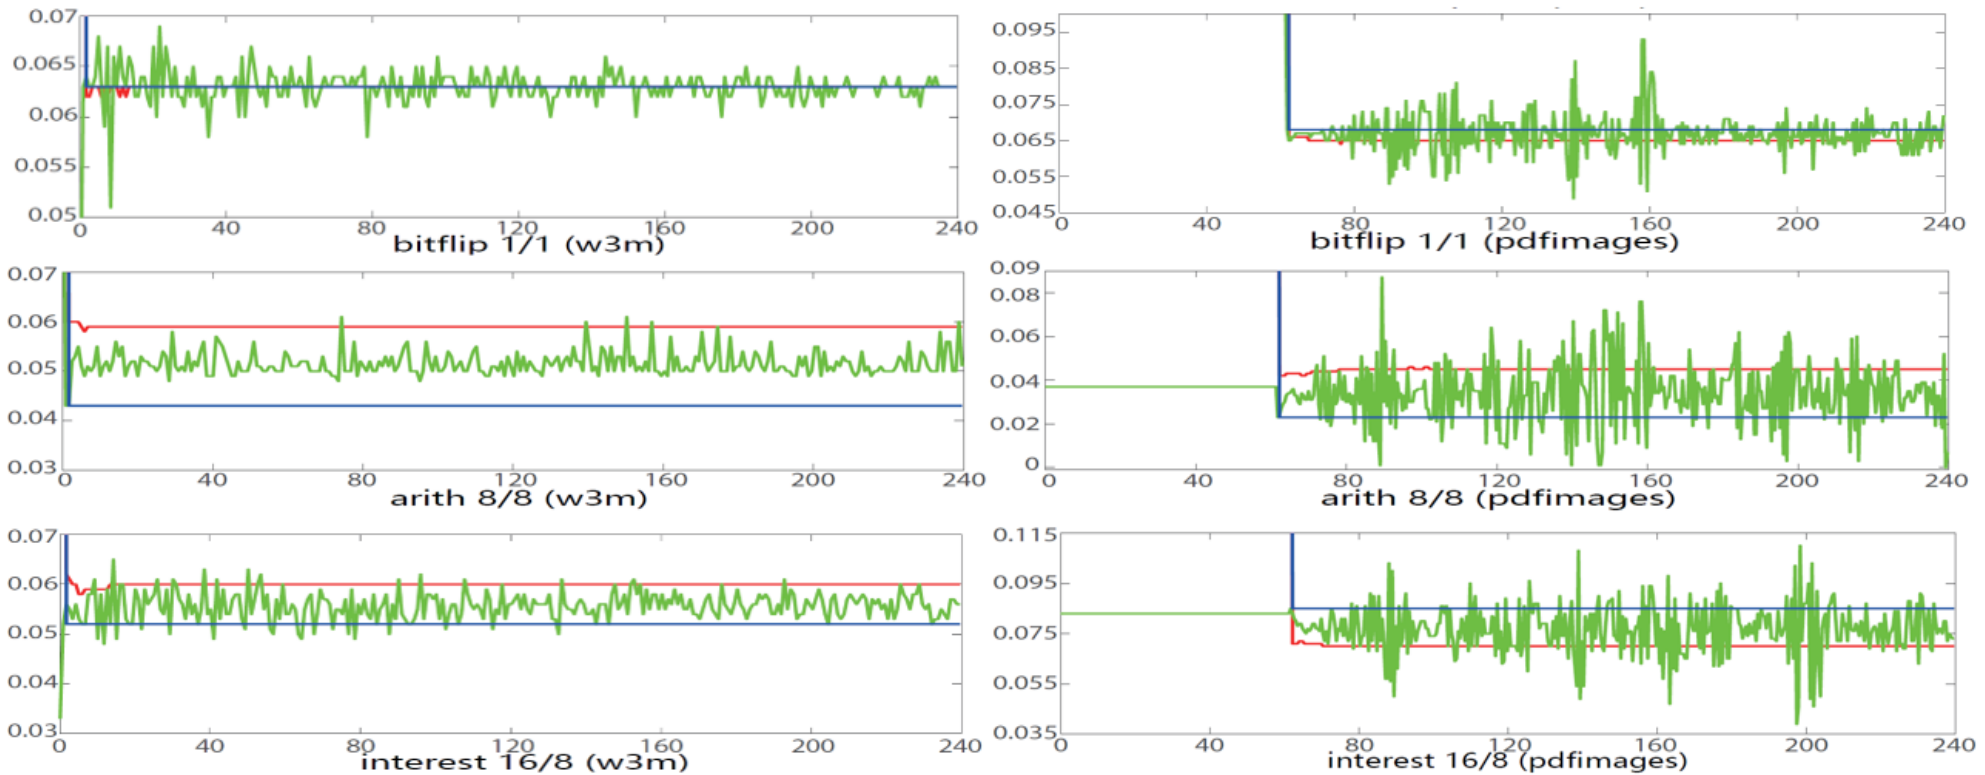 0.07
0.065
0.06
0.055
0.05
0 40 80 120 160 200 240
bitflip 1/1 (w3m)
0.095
0.085
0.075
0.065
0.055
0.045
0 40 80 120 160 200 240
bitflip 1/1 (pdfimages)
0.07
0.06
0.05
0.04
0.03
0 40 80 120 160 200 240
arith 8/8 (w3m)
0.09
0.08
0.06
0.04
0.02
0
0 40 80 120 160 200 240
arith 8/8 (pdfimages)
0.07
0.06
0.05
0.04
0.03
0 40 80 120 160 200 240
interest 16/8 (w3m)
0.115
0.095
0.075
0.055
0.035
0 40 80 120 160 200 240
interest 16/8 (pdfimages)